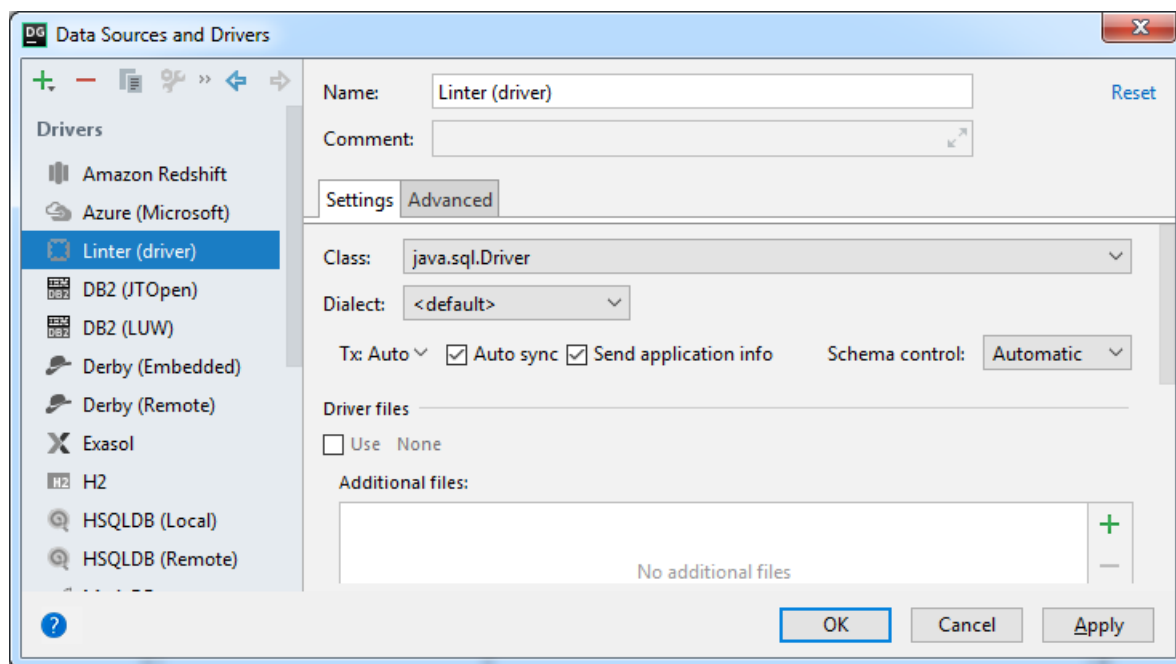 DG Data Sources and Drivers
Name: Linter (driver) Reset
Comment:
Drivers
Amazon Redshift
Azure (Microsoft)
Linter (driver)
DB2 (JTOpen)
DB2 (LUW)
Derby (Embedded)
Derby (Remote)
Exasol
H2 H2
HSQLDB (Local)
HSQLDB (Remote)
Settings Advanced
Class: java.sql.Driver
Dialect: <default>
Tx: Auto Auto sync Send application info Schema control: Automatic
Driver files
Use None
Additional files:
No additional files
OK Cancel Apply